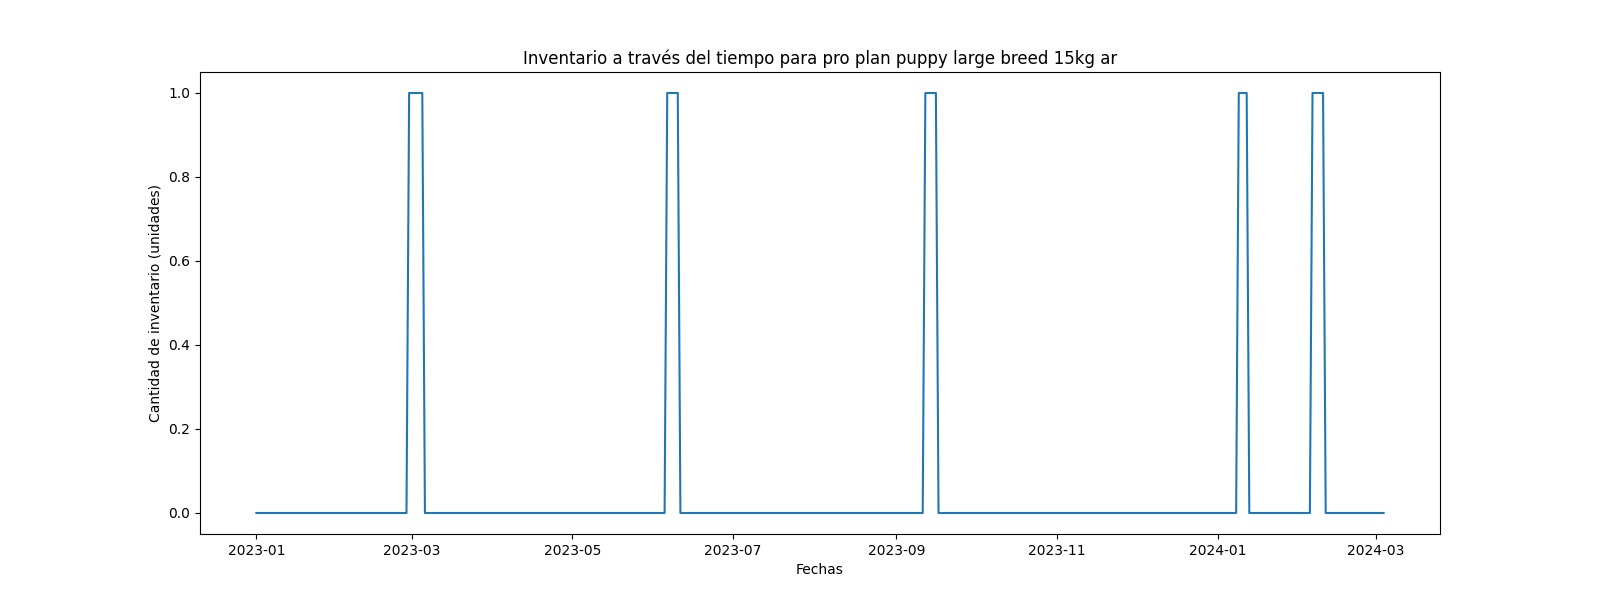 Inventario a través del tiempo para pro plan puppy large breed 15kg ar
Cantidad de inventario (unidades)
1.0
0.8
0.6
0.4
0.2
0.0
2023-01 2023-03 2023-05 2023-07 2023-09 2023-11 2024-01 2024-03
Fechas